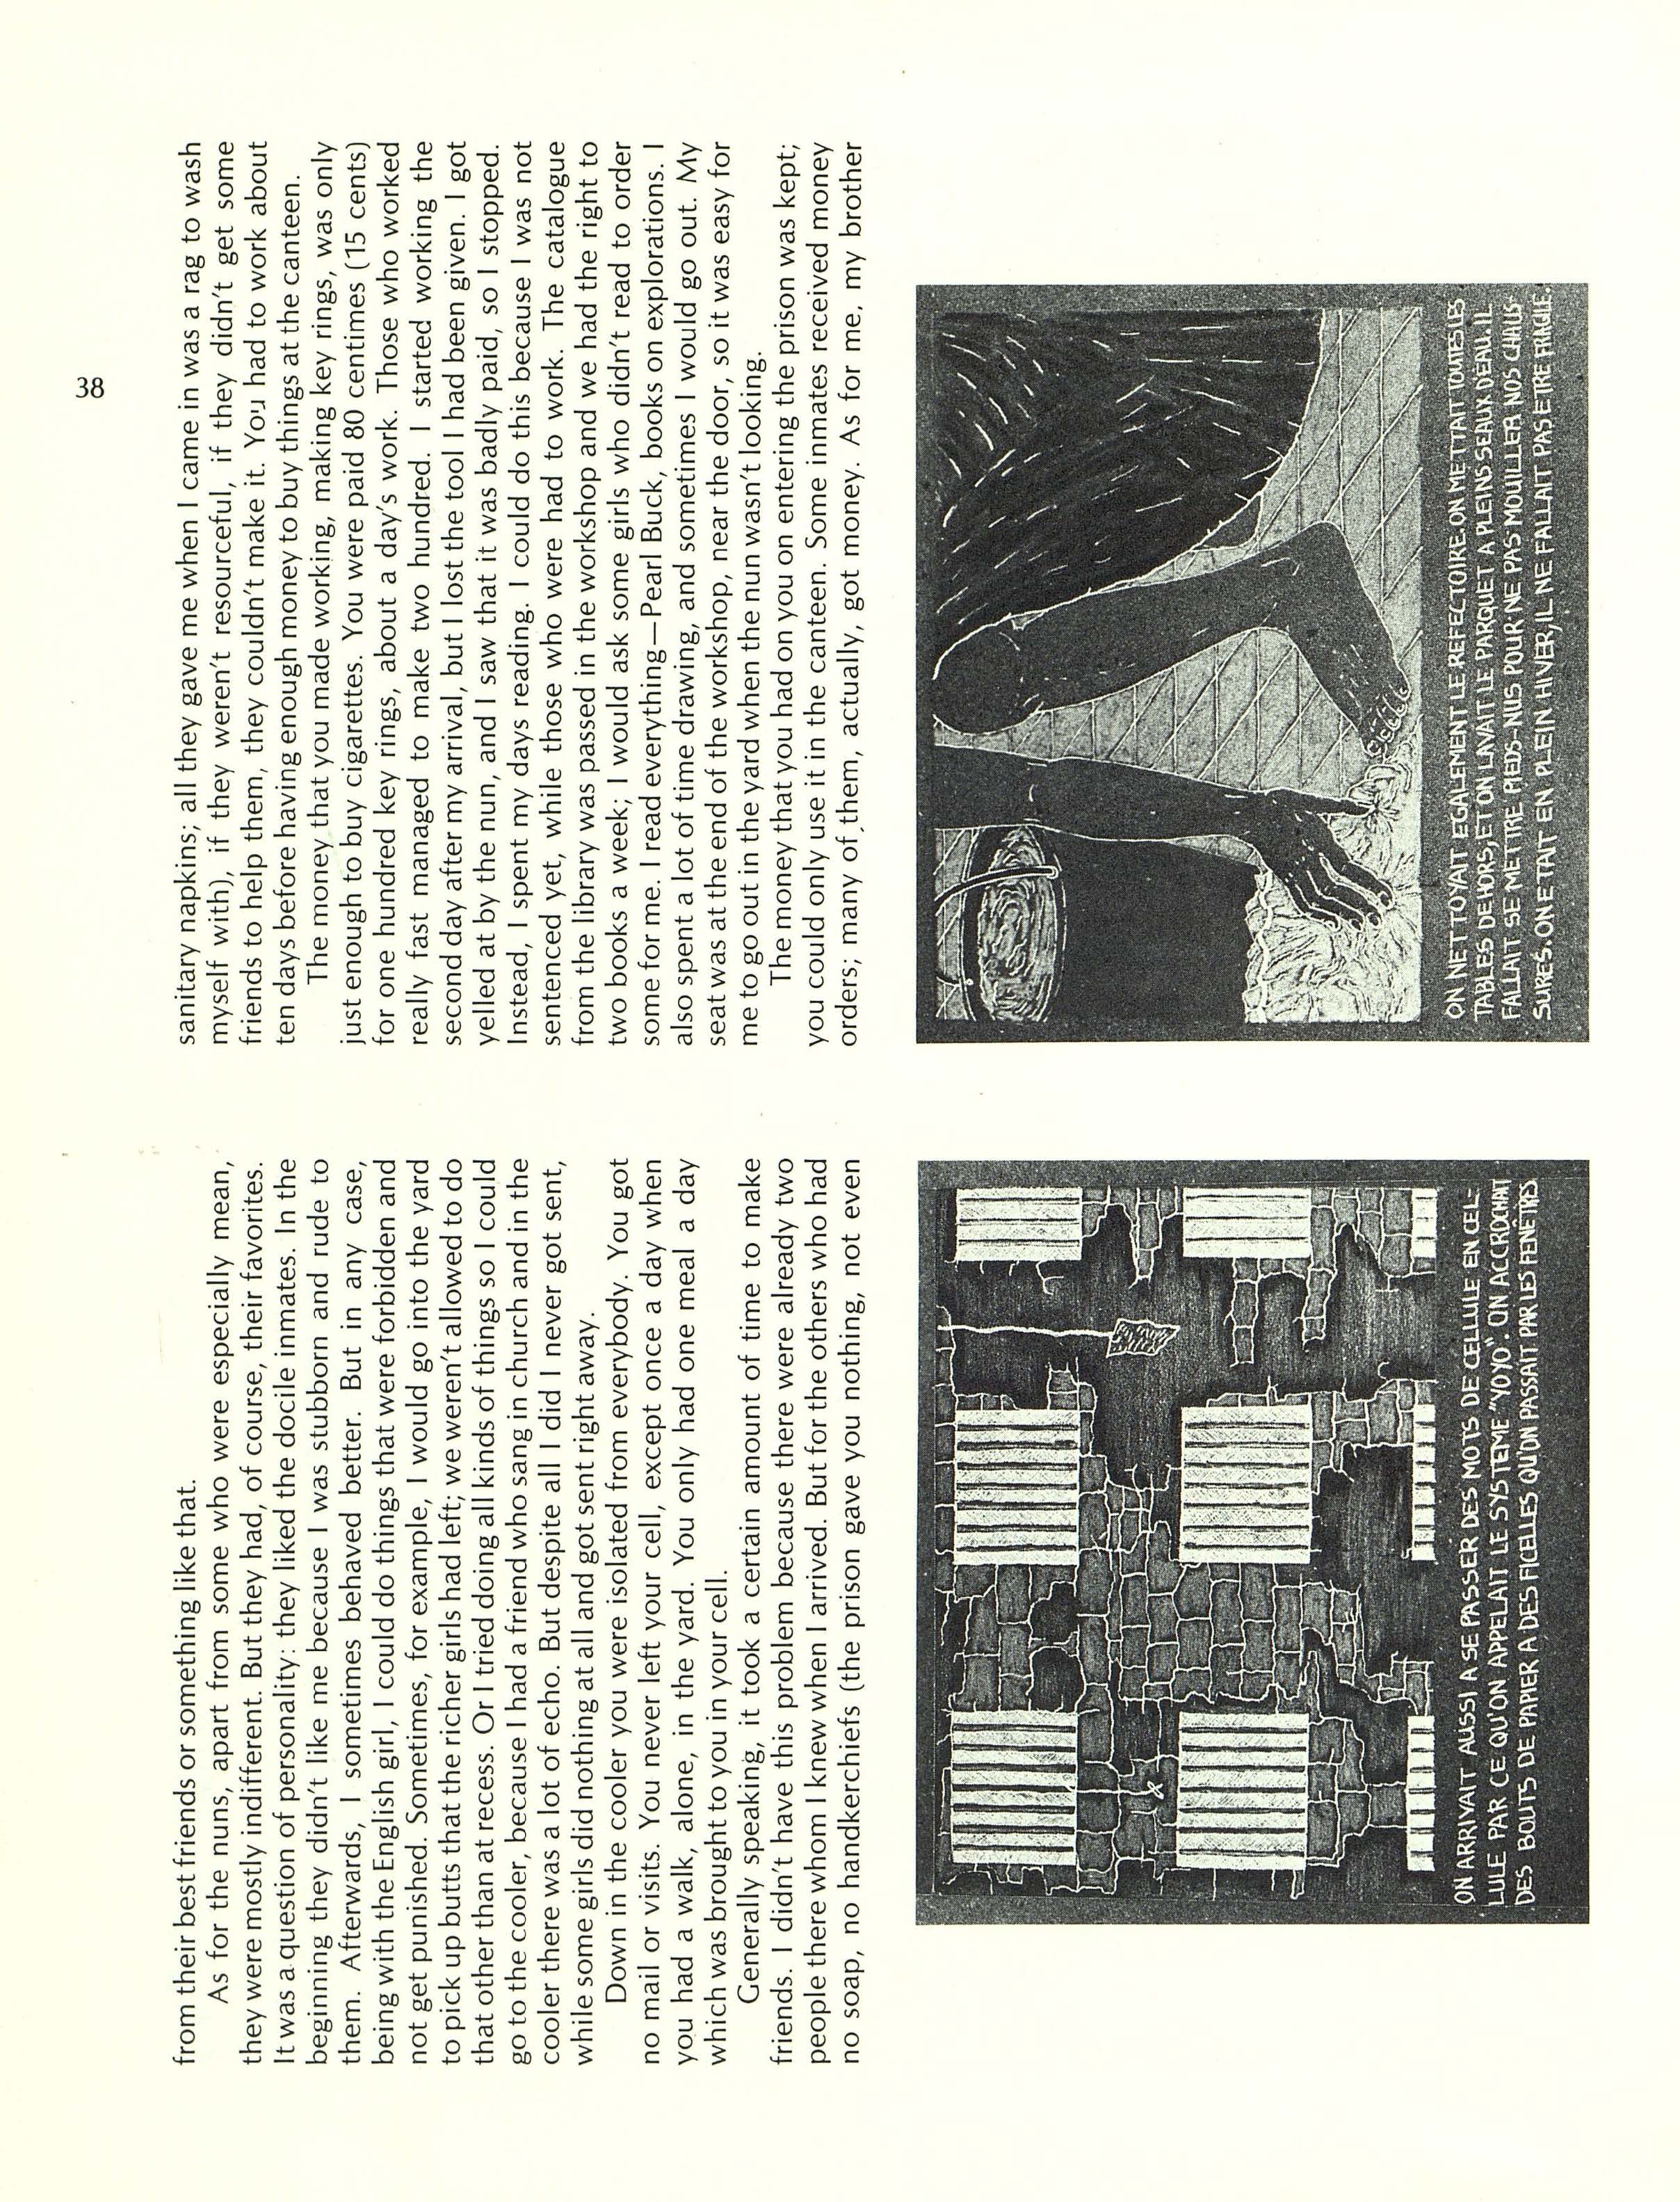 38
from their best friends or something like that.
As for the nuns, apart from some who were especially mean,
they were mostly indifferent. But they had, of course, their favorites.
It was a question of personality: they liked the docile inmates. In the
beginning they didn't like me because I was stubborn and rude to
them. Afterwards, I sometimes behaved better. But in any case,
being with the English girl, I could do things that were forbidden and
not get punished. Sometimes, for example, I would go into the yard
to pick up butts that the richer girls had left; we weren't allowed to do
that other than at recess. Or I tried doing all kinds of things so I could
go to the cooler, because I had a friend who sang in church and in the
cooler there was a lot of echo. But despite all I did I never got sent,
while some girls did nothing at all and got sent right away.
Down in the cooler you were isolated from everybody. You got
no mail or visits. You never left your cell, except once a day when
you had a walk, alone, in the yard. You only had one meal a day
which was brought to you in your cell.
Generally speaking, it took a certain amount of time to make
friends. I didn't have this problem because there were already two
people there whom I knew when I arrived. But for the others who had
no soap, no handkerchiefs (the prison gave you nothing, not even
sanitary napkins; all they gave me when I came in was a rag to wash
myself with), if they weren't resourceful, if they didn't get some
friends to help them, they couldn't make it. You had to work about
ten days before having enough money to buy things at the canteen.
The money that you made working, making key rings, was only
just enough to buy cigarettes. You were paid 80 centimes (15 cents)
for one hundred key rings, about a day's work. Those who worked
really fast managed to make two hundred. I started working the
second day after my arrival, but I lost the tool I had been given. I got
yelled at by the nun, and I saw that it was badly paid, so I stopped.
Instead, I spent my days reading. I could do this because I was not
sentenced yet, while those who were had to work. The catalogue
from the library was passed in the workshop and we had the right to
two books a week; I would ask some girls who didn't read to order
some for me. I read everything—Pearl Buck, books on explorations. I
also spent a lot of time drawing, and sometimes I would go out. My
seat was at the end of the workshop, near the door, so it was easy for
me to go out in the yard when the nun wasn't looking.
The money that you had on you on entering the prison was kept;
you could only use it in the canteen. Some inmates received money
orders; many of them, actually, got money. As for me, my brother
ON ARRIVAIT AUSSI A SE PASSER DES MOTS DE CELLULE EN CEL-
LULE PAR CE QU'ON APPELAIT LE SYSTEME "YOYO". ON ACCROCHAIT
DES BOUTS DE PAPIER A DES FICELLES QU'ON PASSAIT PAR LES FENETRES
ON NETTOYAIT EGALEMENT LE REFECTOIRE. ON METTAIT TOUTES LES
TABLES DEHORS, ET ON LAVAIT LE PARQUET A PLEINS SEAUX D'EAU. IL
FALLAIT SE METTRE PIEDS-NUS POUR NE PAS MOUILLER NOS CHAUS-
SURES. ON ETAIT EN PLEIN HIVER, IL NE FALLAIT PAS ETRE FRAGILE.